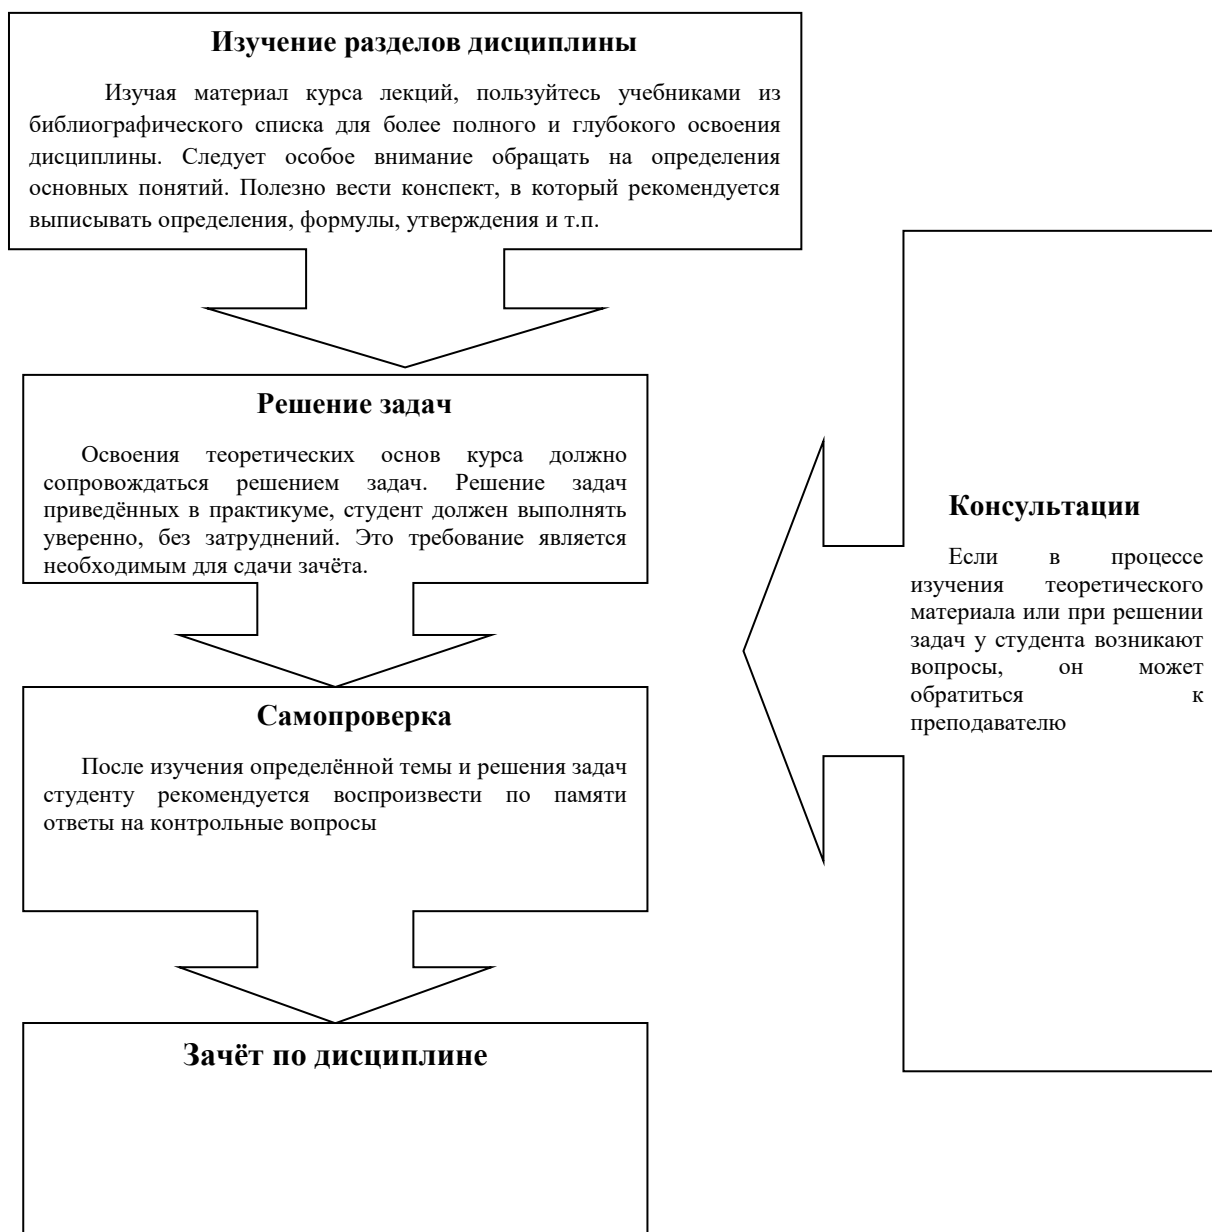 Изучение разделов дисциплины
Изучая материал курса лекций, пользуйтесь учебниками из
библиографического списка для более полного и глубокого освоения
дисциплины. Следует особое внимание обращать на определения
основных понятий. Полезно вести конспект, в который рекомендуется
выписывать определения, формулы, утверждения и т.п.
Решение задач
Освоения теоретических основ курса должно
сопровождаться решением задач. Решение задач
приведённых в практикуме, студент должен выполнять
уверенно, без затруднений. Это требование является
необходимым для сдачи зачёта.
Самопроверка
После изучения определённой темы и решения задач
студенту рекомендуется воспроизвести по памяти
ответы на контрольные вопросы
Зачёт по дисциплине
Консультации
Если в процессе
изучения теоретического
материала или при решении
задач у студента возникают
вопросы, он может
обратиться к
преподавателю